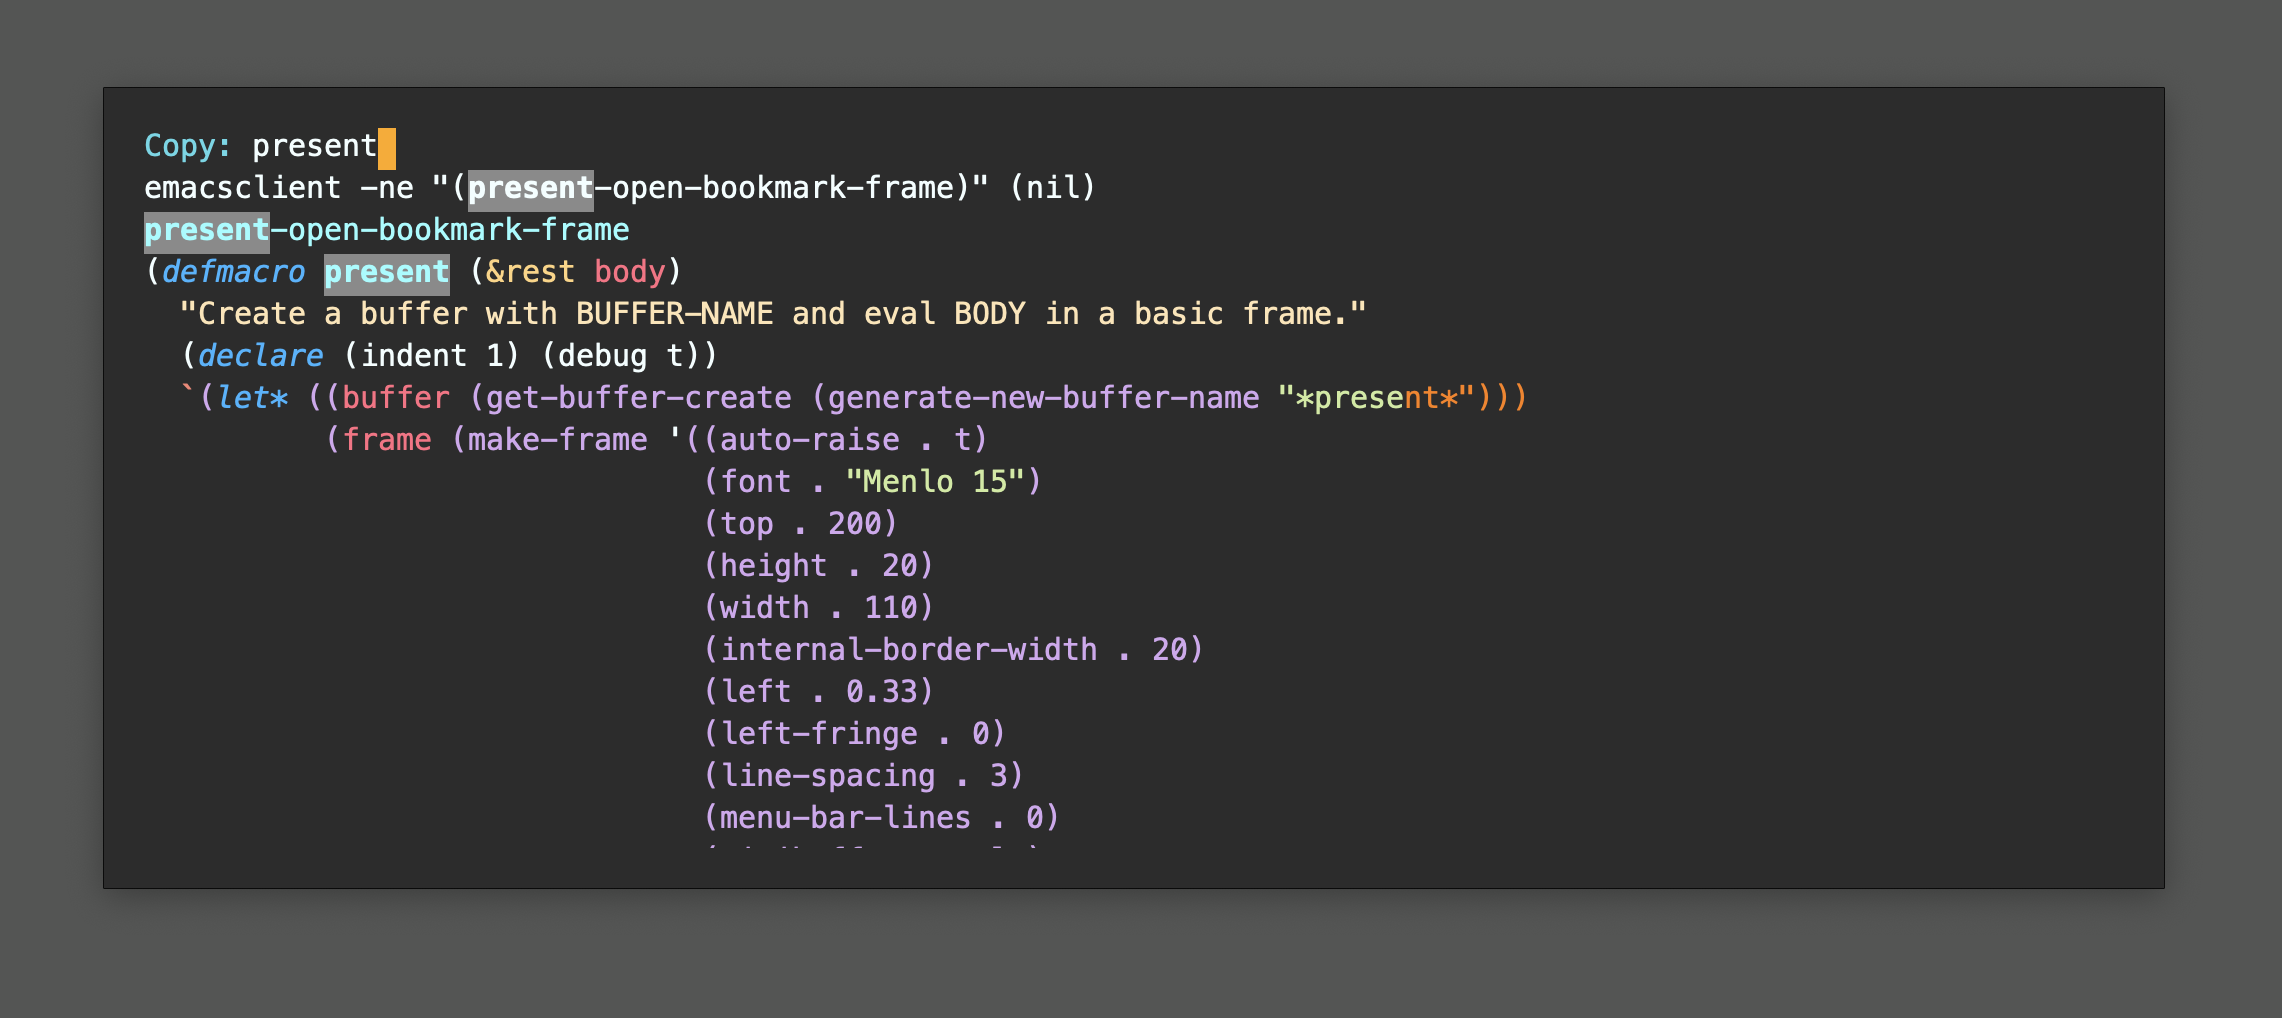 Copy: present
emacsclient -ne "(present-open-bookmark-frame)" (nil)
present-open-bookmark-frame
(defmacro present (&rest body)
  "Create a buffer with BUFFER-NAME and eval BODY in a basic frame."
  (declare (indent 1) (debug t))
  `(let* ((buffer (get-buffer-create (generate-new-buffer-name "*present*")))
          (frame (make-frame '((auto-raise . t)
                               (font . "Menlo 15")
                               (top . 200)
                               (height . 20)
                               (width . 110)
                               (internal-border-width . 20)
                               (left . 0.33)
                               (left-fringe . 0)
                               (line-spacing . 3)
                               (menu-bar-lines . 0)